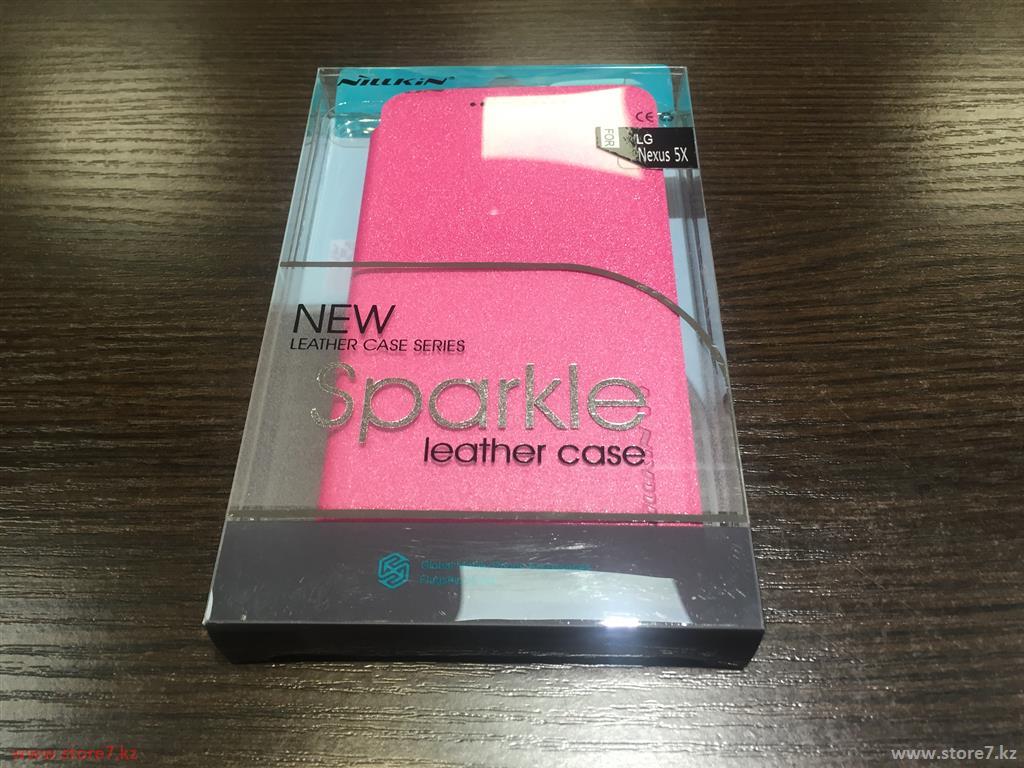 NILLKIN
CE
FOR
LG
Nexus 5X
NEW
LEATHER CASE SERIES
Sparkle
leather case
Global
www.store7.kz
www.store7.kz